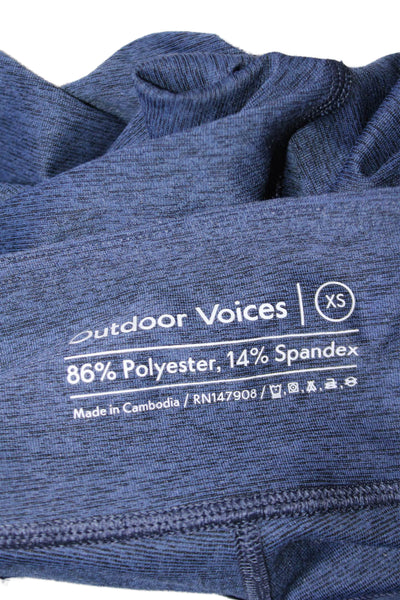 Outdoor Voices | XS
86% Polyester, 14% Spandex
Made in Cambodia / RN147908 /